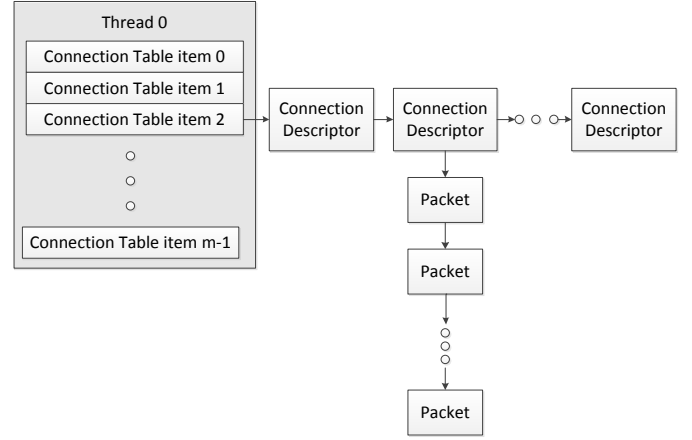 Thread 0
Connection Table item 0
Connection Table item 1
Connection Table item 2
Connection
Descriptor
Connection
Descriptor
Connection
Descriptor
Packet
Connection Table item m-1
Packet
Packet